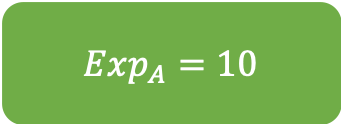 Exp_A = 10